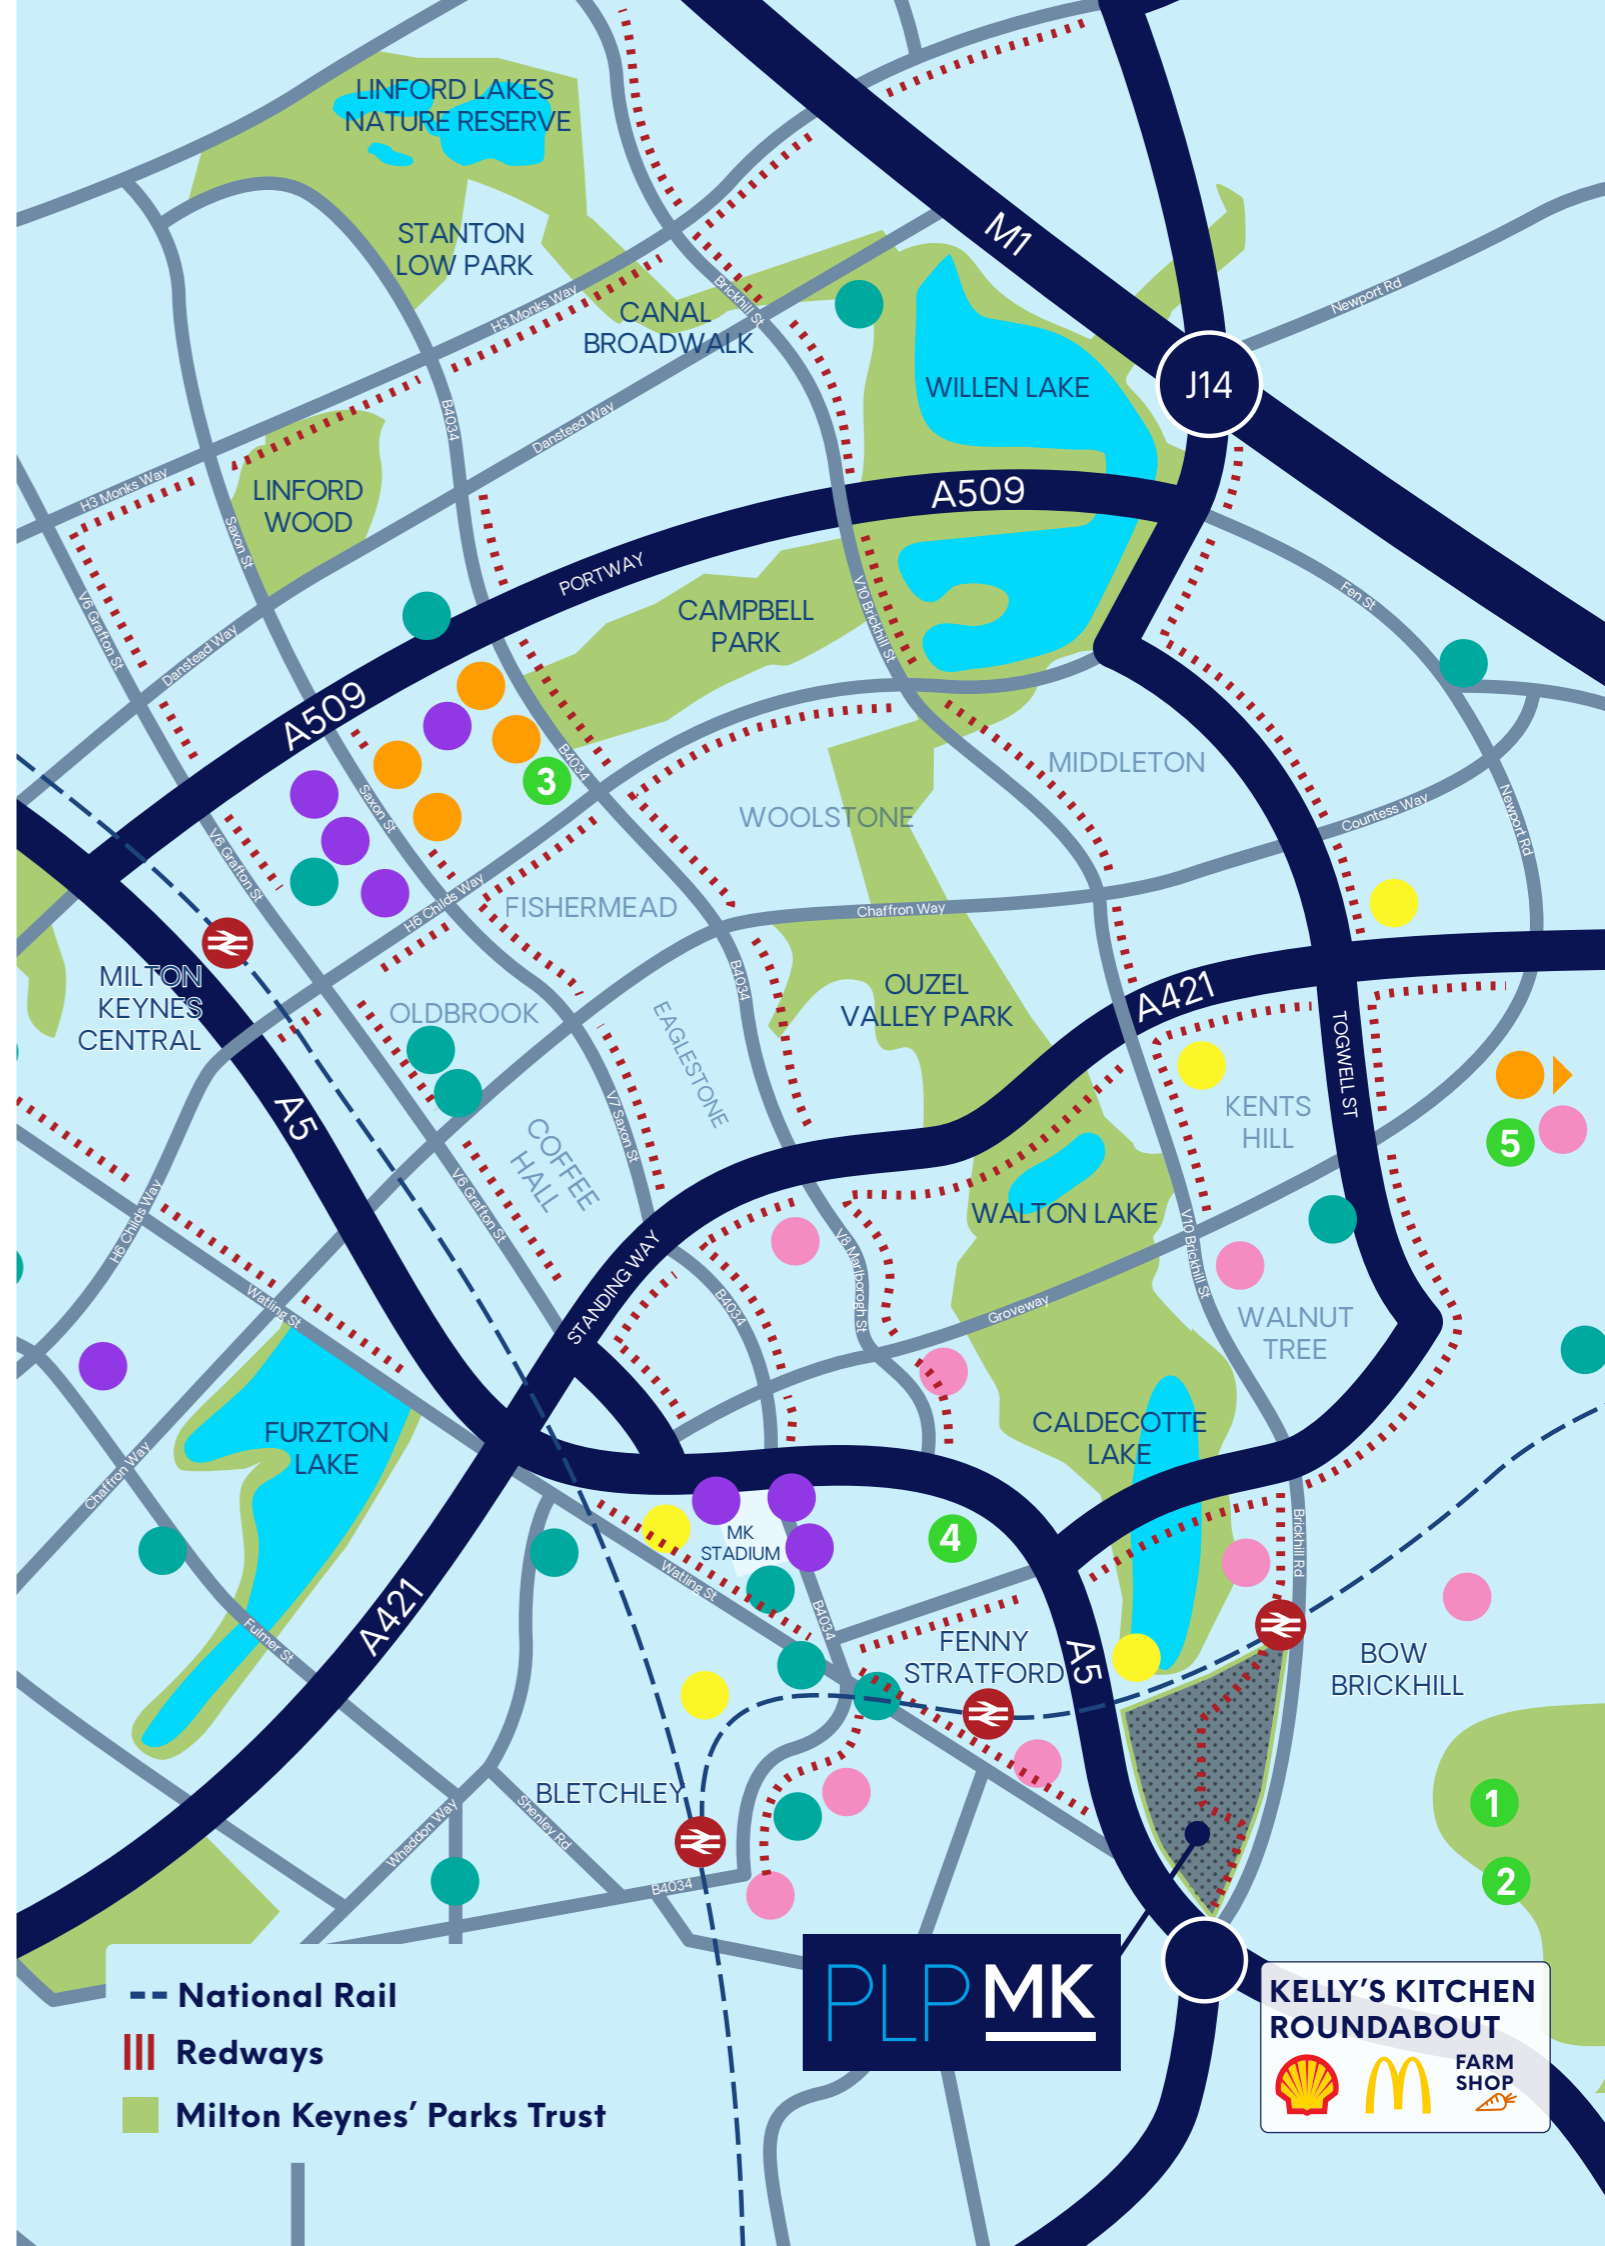 LINFORD LAKES
NATURE RESERVE
STANTON
LOW PARK
M1
H3 Monks Way
Brickhill St
CANAL
BROADWALK
Newport Rd
WILLEN LAKE
J14
B4034
Dansteed Way
H3 Monks Way
LINFORD
WOOD
Saxon St
A509
PORTWAY
V6 Grafton St
Danstead Way
CAMPBELL
PARK
V10 Brickhill St
Fen St
A509
B4034
3
MIDDLETON
Saxon St
WOOLSTONE
Countess Way
Newport Rd
V6 Grafton St
H6 Childs Way
FISHERMEAD
Chaffron Way
MILTON
KEYNES
CENTRAL
B4034
OUZEL
VALLEY PARK
A421
OLDBROOK
EAGLESTONE
TOGWELL ST
A5
V7 Saxon St
COFFEE
HALL
KENTS
HILL
5
V6 Grafton St
H6 Childs Way
WALTON LAKE
V10 Brickhill St
STANDING WAY
V8 Marlborogh St
Watling St
B4034
Groveway
WALNUT
TREE
FURZTON
LAKE
CALDECOTTE
LAKE
Chaffron Way
MK
STADIUM
4
Brickhill Rd
Watling St
A421
Fulmer St
B4034
FENNY
STRATFORD
A5
BOW
BRICKHILL
BLETCHLEY
Whaddon Way
Shenley Rd
1
2
B4034
PLP MK
KELLY'S KITCHEN
ROUNDABOUT
FARM
SHOP
National Rail
Redways
Milton Keynes' Parks Trust